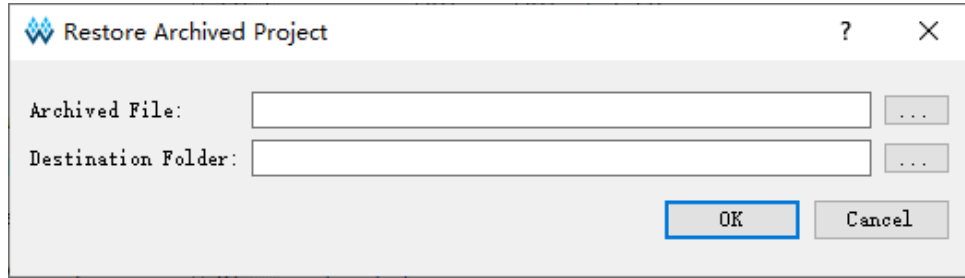 Restore Archived Project ?
Archived File: ...
Destination Folder: ...
OK Cancel